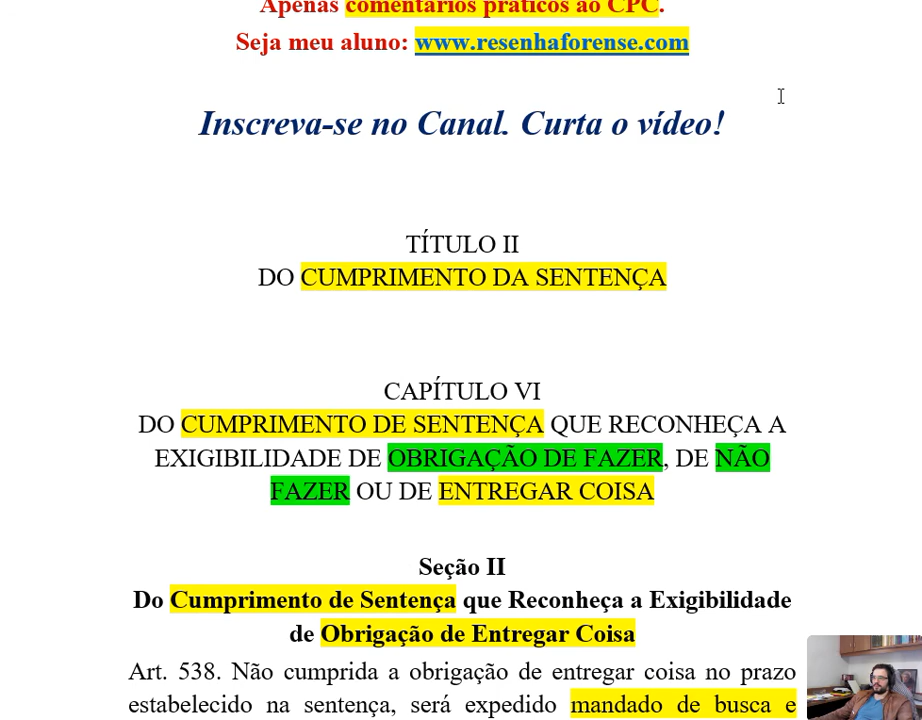 Apenas comentários práticos ao CPC.
Seja meu aluno: www.resenhaforense.com
Inscreva-se no Canal. Curta o vídeo!
TÍTULO II
DO CUMPRIMENTO DA SENTENÇA
CAPÍTULO VI
DO CUMPRIMENTO DE SENTENÇA QUE RECONHEÇA A
EXIGIBILIDADE DE OBRIGAÇÃO DE FAZER, DE NÃO
FAZER OU DE ENTREGAR COISA
Seção II
Do Cumprimento de Sentença que Reconheça a Exigibilidade
de Obrigação de Entregar Coisa
Art. 538. Não cumprida a obrigação de entregar coisa no prazo
estabelecido na sentença, será expedido mandado de busca e